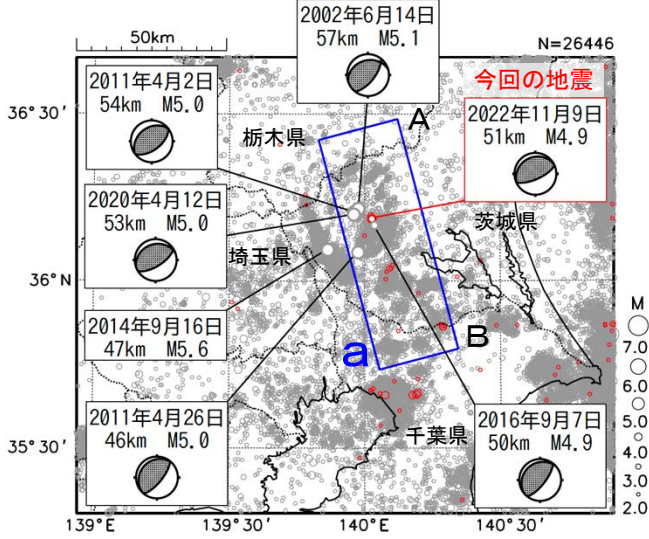 50km
N=26446
2002年6月14日
57km M5.1
今回の地震
2011年4月2日
54km M5.0
2022年11月9日
51km M4.9
36°30′
栃木県
A
2020年4月12日
53km M5.0
茨城県
埼玉県
36°N
2014年9月16日
47km M5.6
a
B
M
7.0
6.0
5.0
4.0
3.0
2.0
2011年4月26日
46km M5.0
千葉県
2016年9月7日
50km M4.9
35°30′
139°E
139°30′
140°E
140°30′